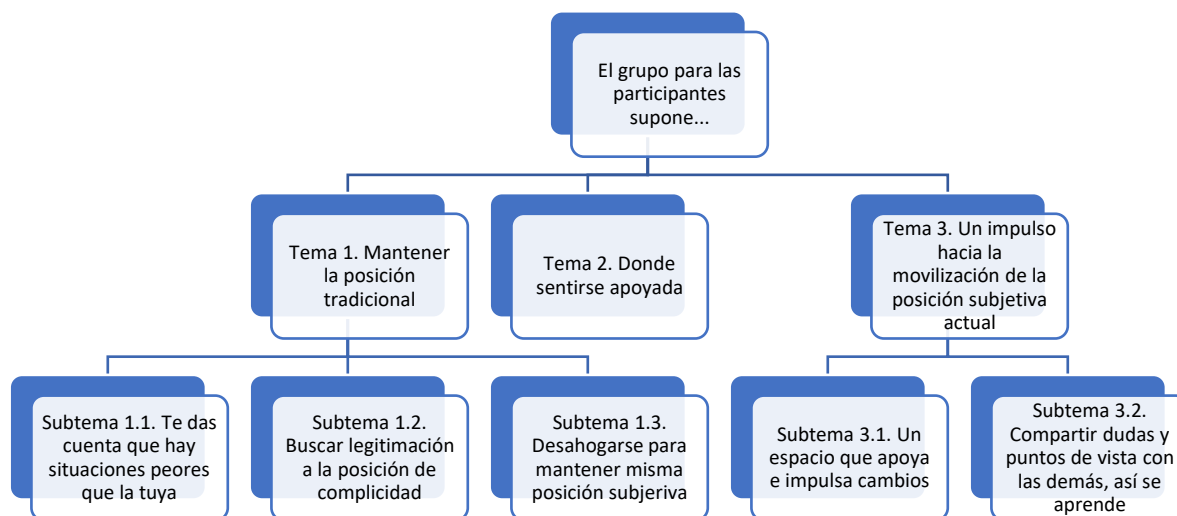 El grupo para las
participantes
supone...
Tema 1. Mantener
la posición
tradicional
Tema 2. Donde
sentirse apoyada
Tema 3. Un impulso
hacia la
movilización de la
posición subjetiva
actual
Subtema 1.1. Te das
cuenta que hay
situaciones peores
que la tuya
Subtema 1.2.
Buscar legitimación
a la posición de
complicidad
Subtema 1.3.
Desahogarse para
mantener misma
posición subjeriva
Subtema 3.1. Un
espacio que apoya
e impulsa cambios
Subtema 3.2.
Compartir dudas y
puntos de vista con
las demás, así se
aprende